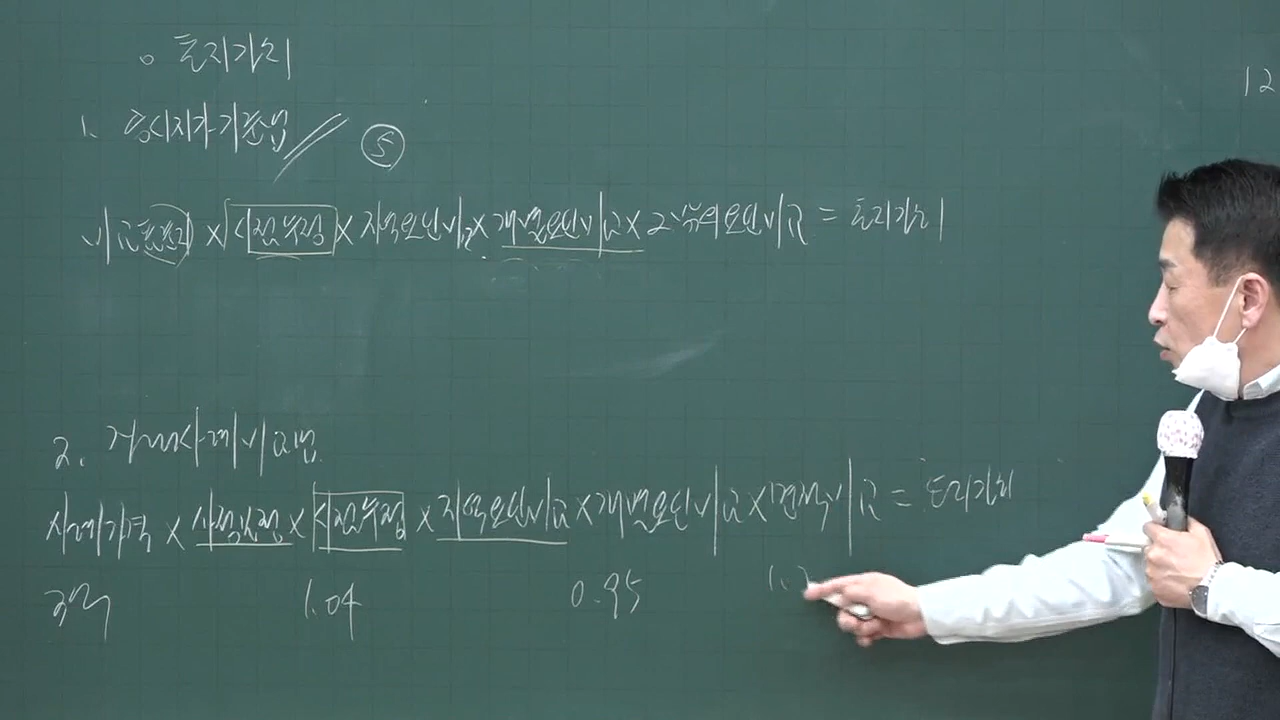 ○ 토지가치
1. 공시지가기준법 ⑤
비교표준지 × 시점수정 × 지역요인비교 × 개별요인비교 × 그밖의요인비교 = 토지가치
2. 거래사례비교법.
사례가격 × 사정보정 × 시점수정 × 지역요인비교 × 개별요인비교 × 면적비교 = 토지가치
3억 1.04 0.95
12